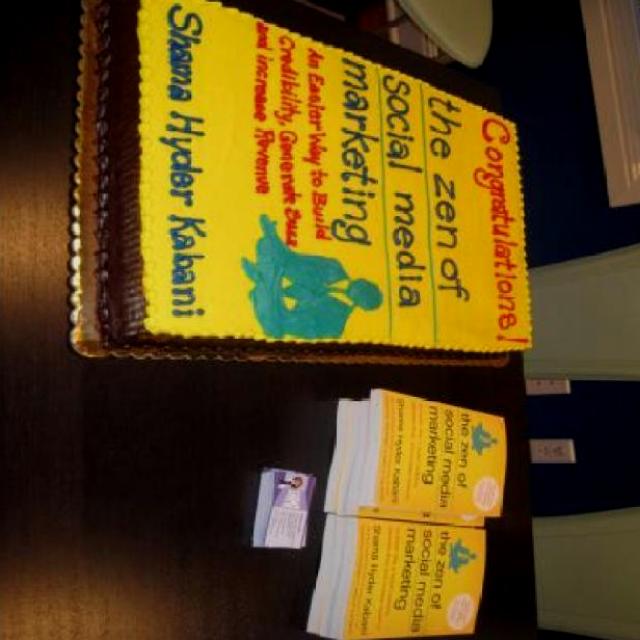 Congratulations!
the zen of
social media
marketing
An Easier Way to Build
Credibility, Generate Buzz
and increase Revenue
Shama Hyder Kabani
the zen of
social media
marketing
Shama Hyder Kabani
the zen of
social media
marketing
Shama Hyder Kabani